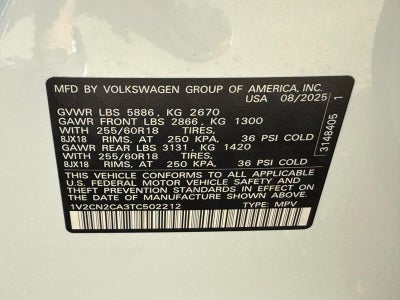 MFD. BY VOLKSWAGEN GROUP OF AMERICA, INC.
USA 08/2025
GVWR LBS 5886, KG 2670
GAWR FRONT LBS 2866, KG 1300
WITH 255/60R18 TIRES,
8JX18 RIMS, AT 250 KPA, 36 PSI COLD
GAWR REAR LBS 3131, KG 1420
WITH 255/60R18 TIRES,
8JX18 RIMS, AT 250 KPA, 36 PSI COLD
THIS VEHICLE CONFORMS TO ALL APPLICABLE
U.S. FEDERAL MOTOR VEHICLE SAFETY AND
THEFT PREVENTION STANDARDS IN EFFECT ON
THE DATE OF MANUFACTURE SHOWN ABOVE.
1V2CN2CA3TC502212 TYPE: MPV
3148405 1